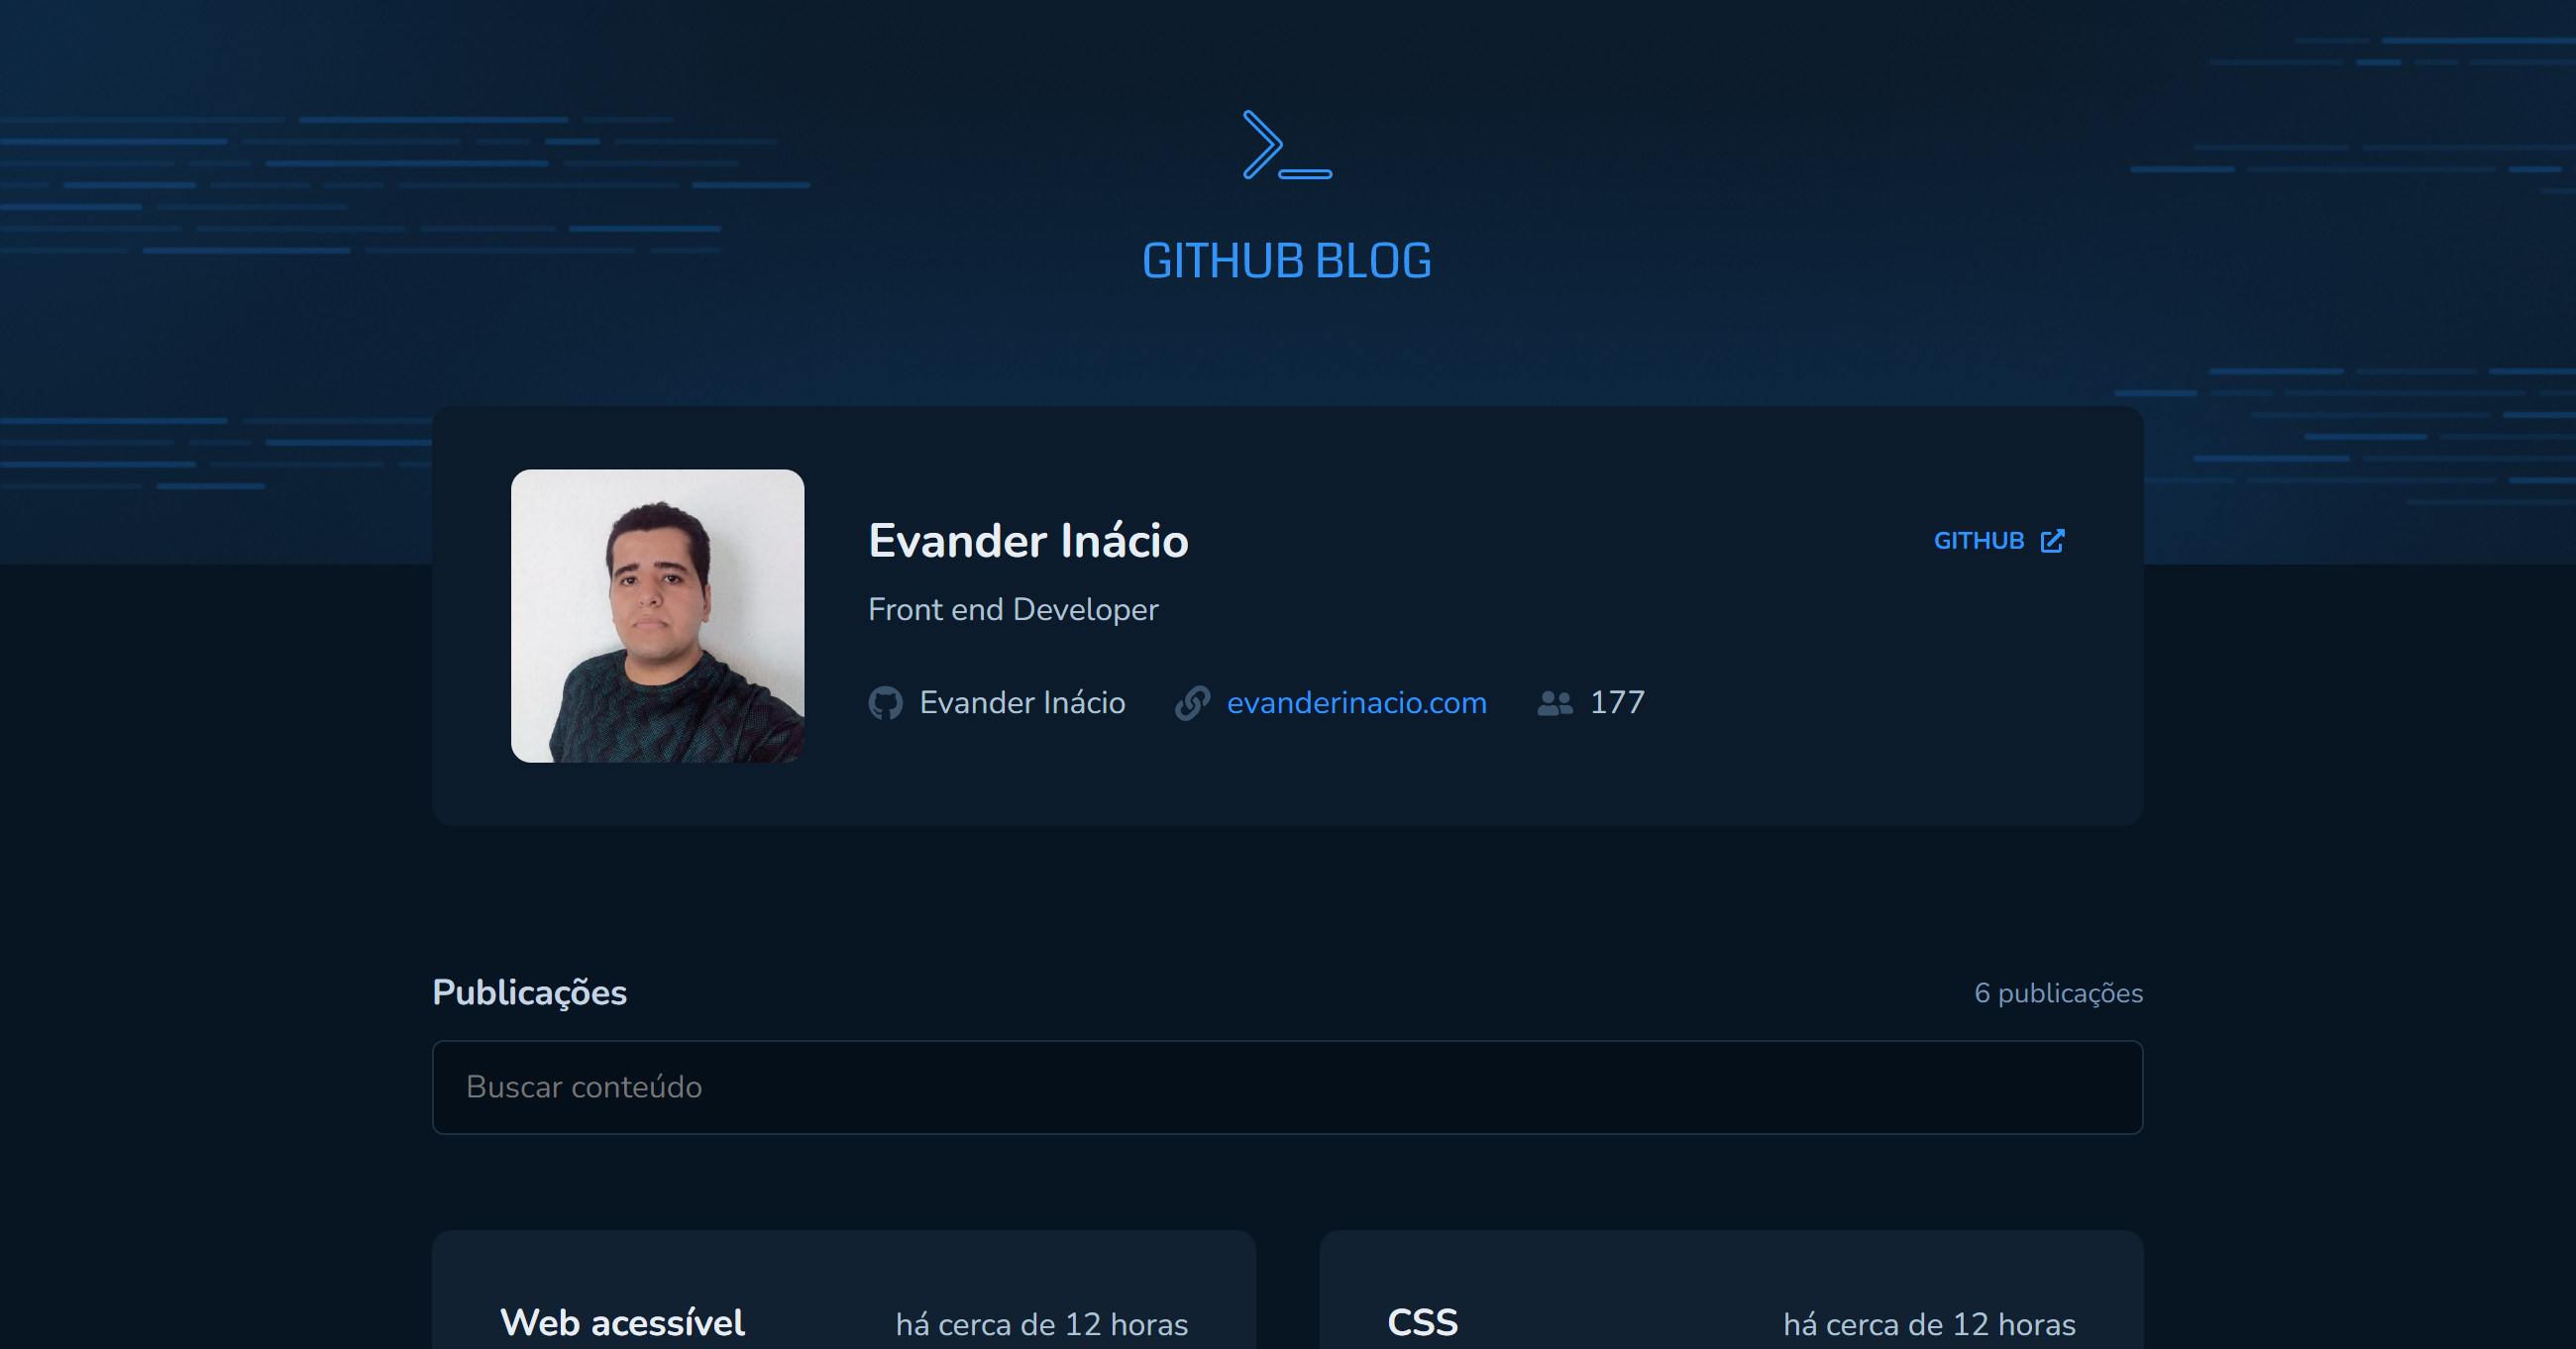 GITHUB BLOG
Evander Inácio
GITHUB
Front end Developer
Evander Inácio evanderinacio.com 177
Publicações 6 publicações
Buscar conteúdo
Web acessível há cerca de 12 horas
CSS há cerca de 12 horas